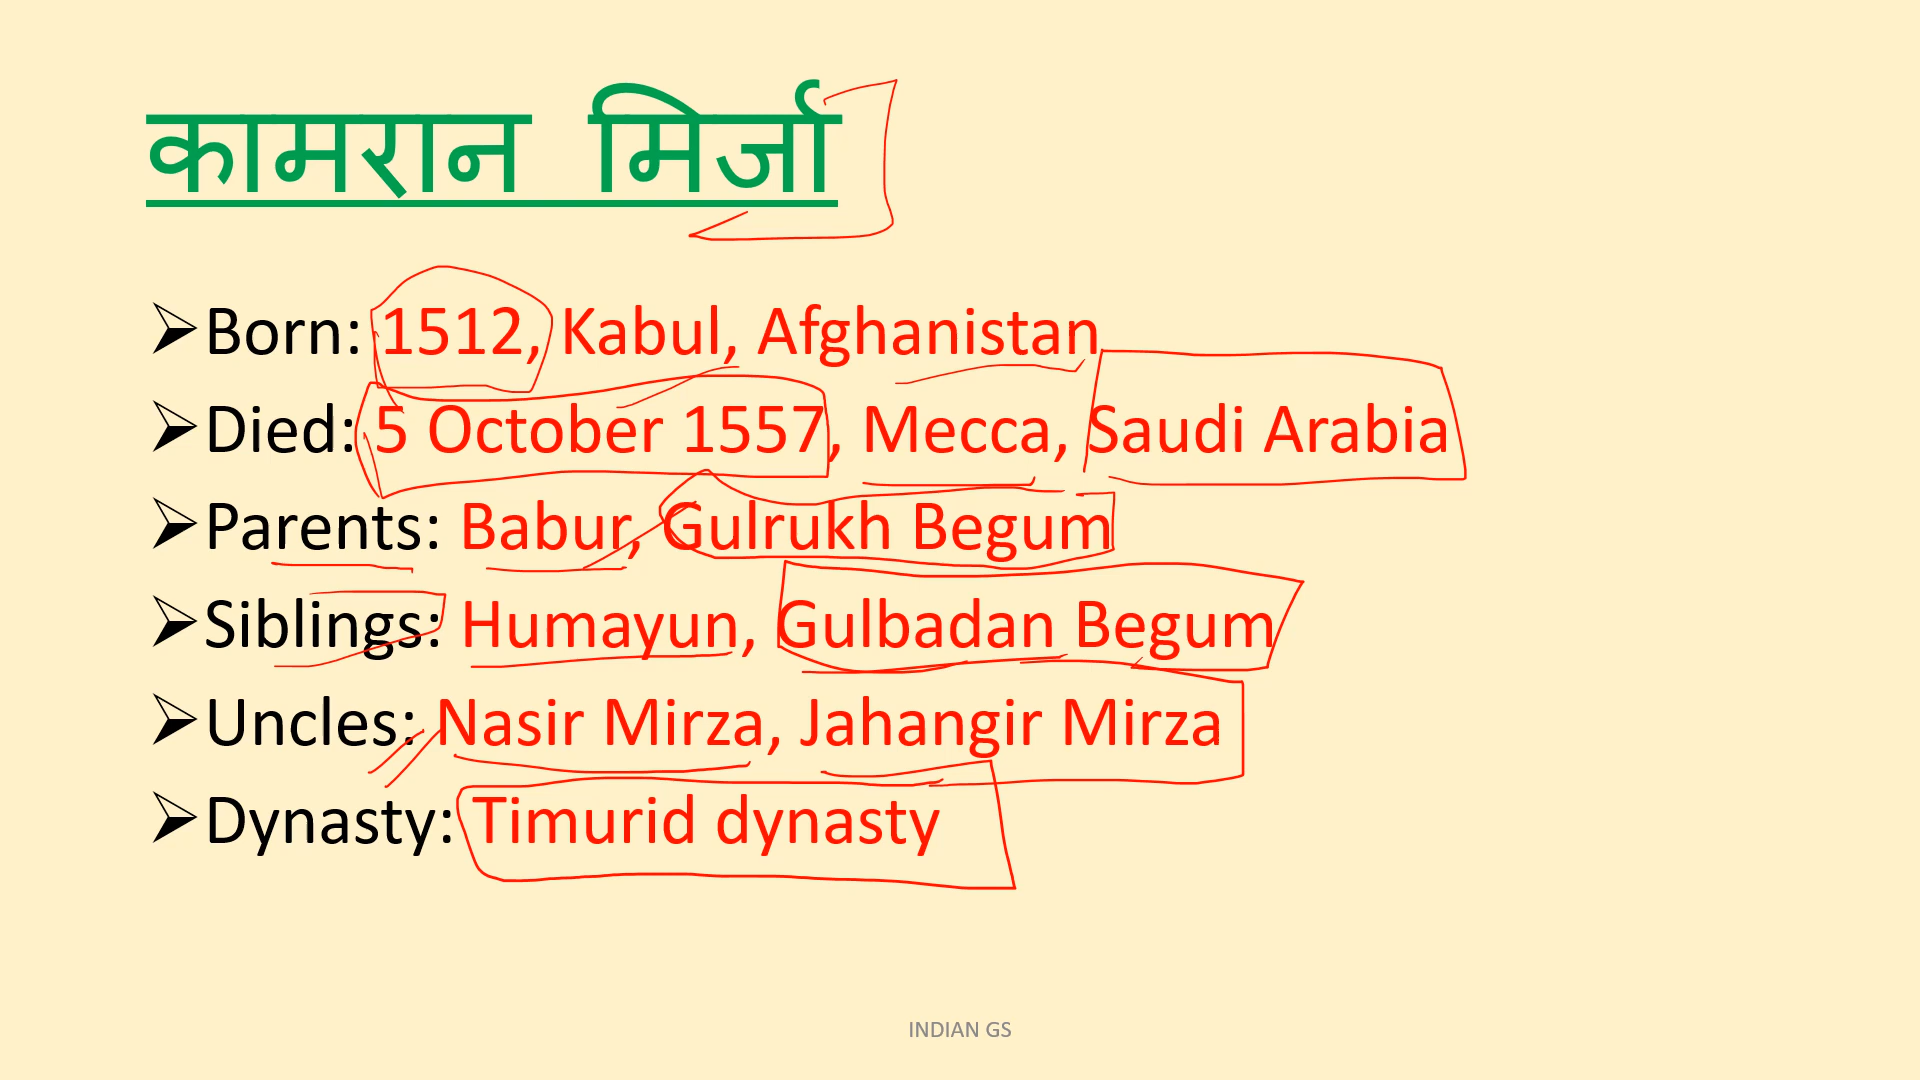 कामरान मिर्जा
➢Born: 1512, Kabul, Afghanistan
➢Died: 5 October 1557, Mecca, Saudi Arabia
➢Parents: Babur, Gulrukh Begum
➢Siblings: Humayun, Gulbadan Begum
➢Uncles: Nasir Mirza, Jahangir Mirza
➢Dynasty: Timurid dynasty
INDIAN GS